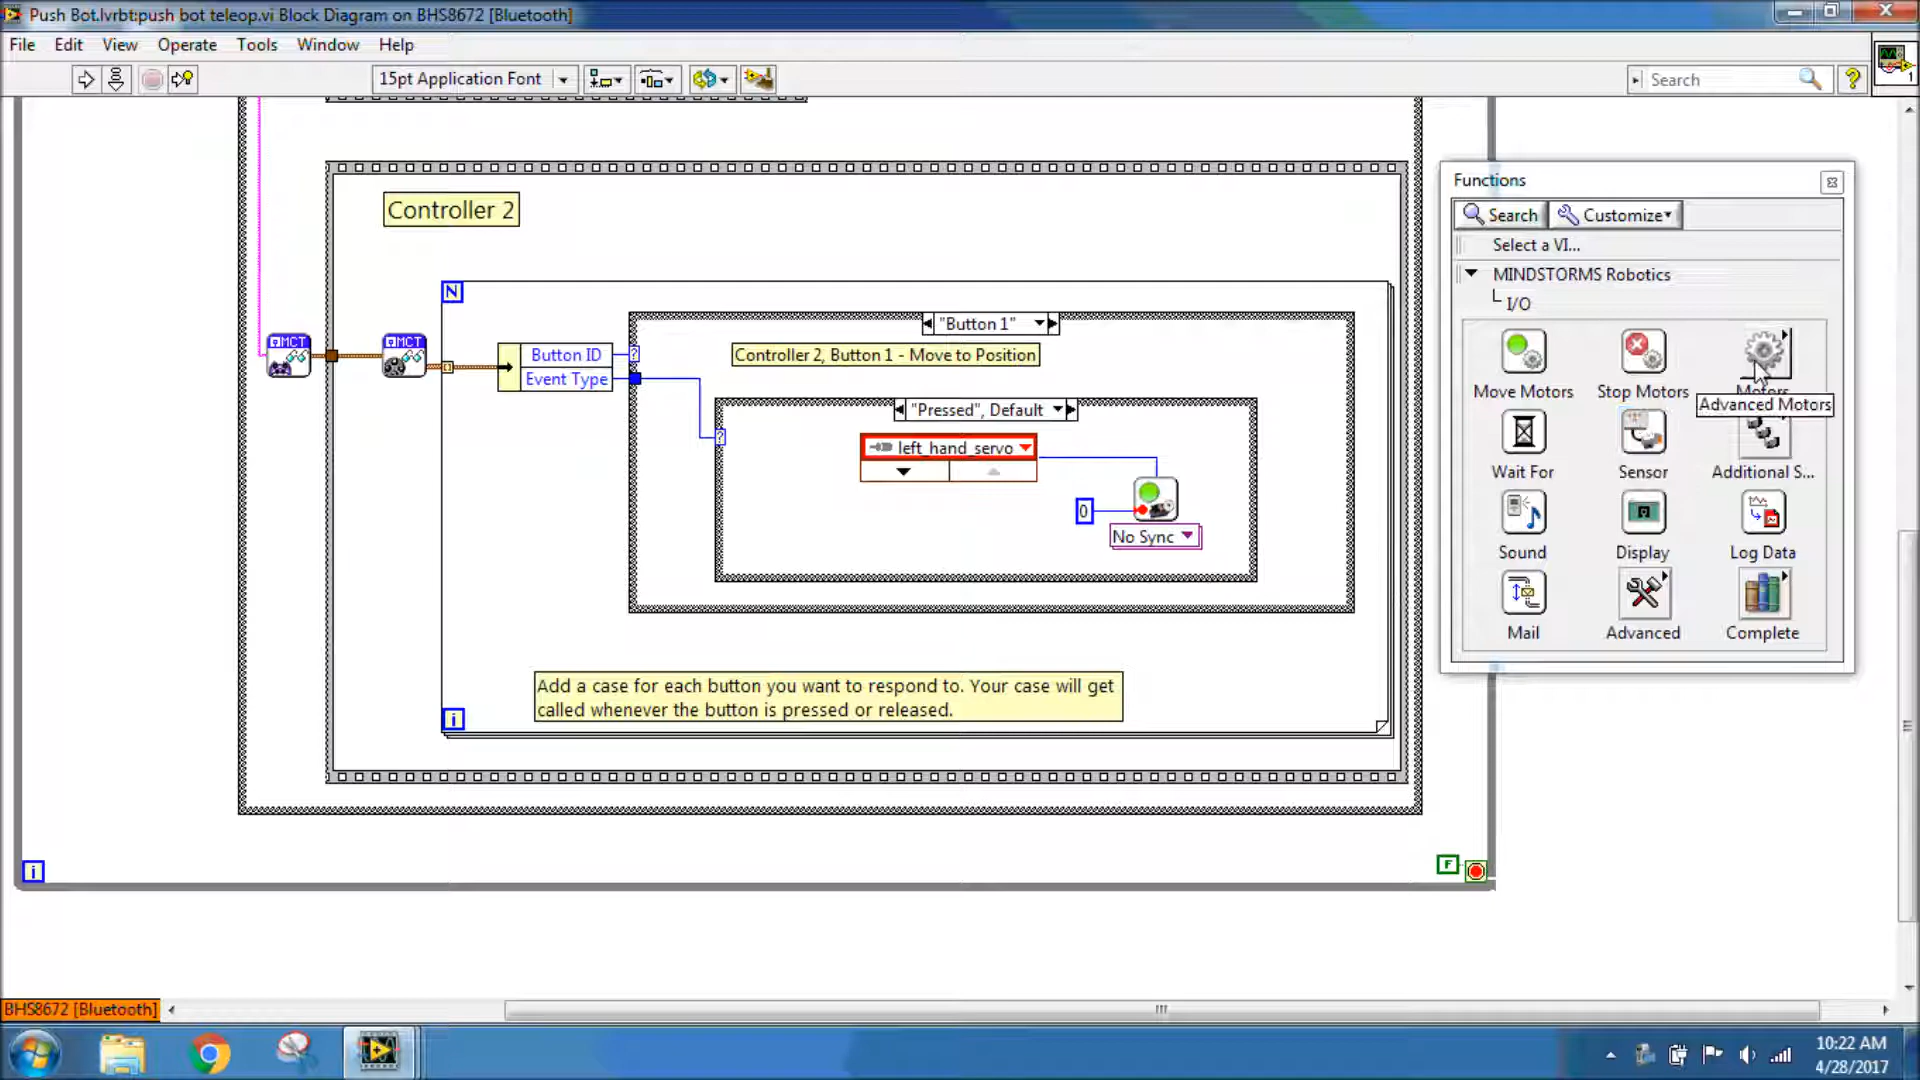 Push Bot.lvrbt:push bot teleop.vi Block Diagram on BHS8672 [Bluetooth]
File Edit View Operate Tools Window Help
15pt Application Font
Search
1
Functions
Search Customize
Select a VI...
MINDSTORMS Robotics
I/O
Move Motors Stop Motors Motors
Advanced Motors
Wait For Sensor Additional S...
Sound Display Log Data
Mail Advanced Complete
Controller 2
N
"Button 1"
Controller 2, Button 1 - Move to Position
MCT
MCT
Button ID
Event Type
?
"Pressed", Default
?
left_hand_servo
0
No Sync
Add a case for each button you want to respond to. Your case will get
called whenever the button is pressed or released.
i
i
F
BHS8672 [Bluetooth]
10:22 AM
4/28/2017